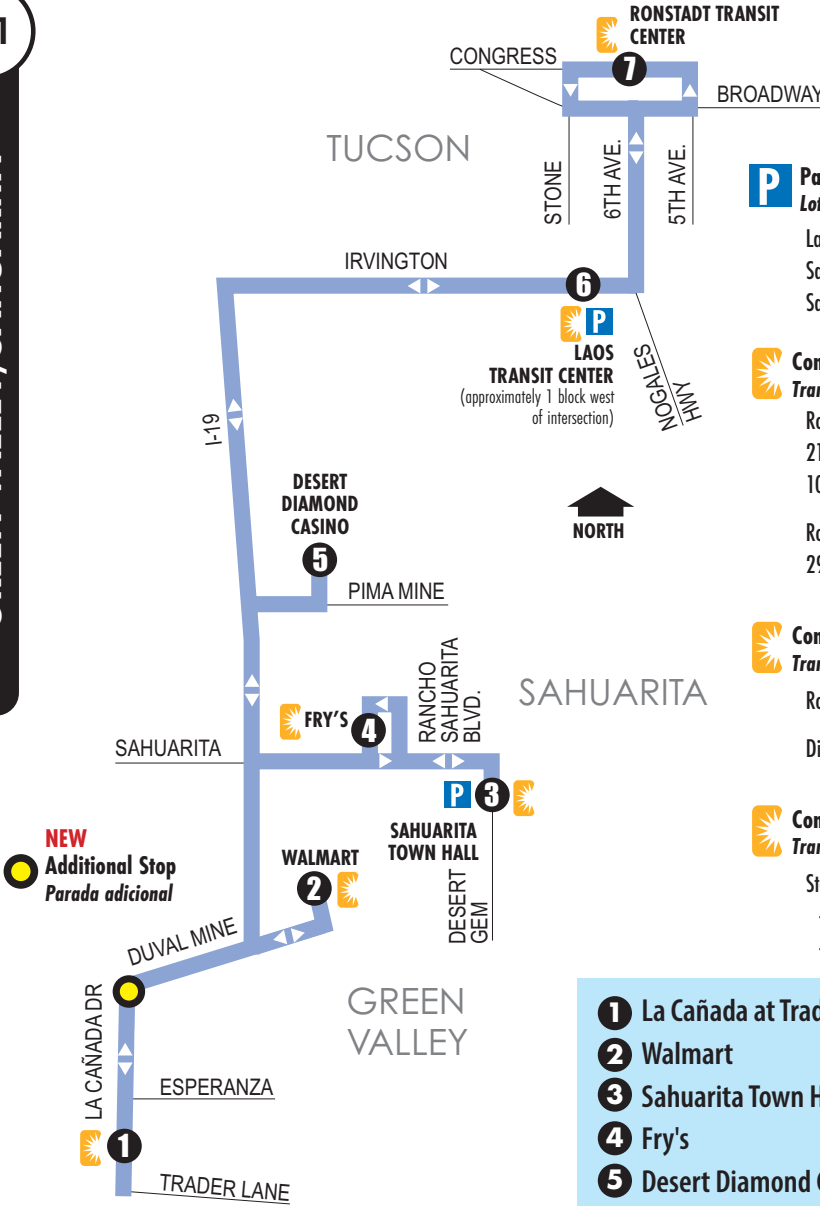 1
RONSTADT TRANSIT
CENTER
CONGRESS
7
BROADWAY
TUCSON
STONE
6TH AVE.
5TH AVE.
P
IRVINGTON
6
P
LAOS
TRANSIT CENTER
(approximately 1 block west
of intersection)
NOGALES
HWY
I-19
DESERT
DIAMOND
CASINO
5
NORTH
PIMA MINE
RANCHO
SAHUARITA
BLVD.
SAHUARITA
FRY'S
4
SAHUARITA
P
3
SAHUARITA
TOWN HALL
NEW
Additional Stop
Parada adicional
WALMART
2
DESERT
GEM
DUVAL MINE
GREEN
VALLEY
LA CAÑADA DR
ESPERANZA
1
TRADER LANE
21
10
29
1 La Cañada at
2 Walmart
3 Sahuarita Town
4 Fry's
5 Desert Diamond